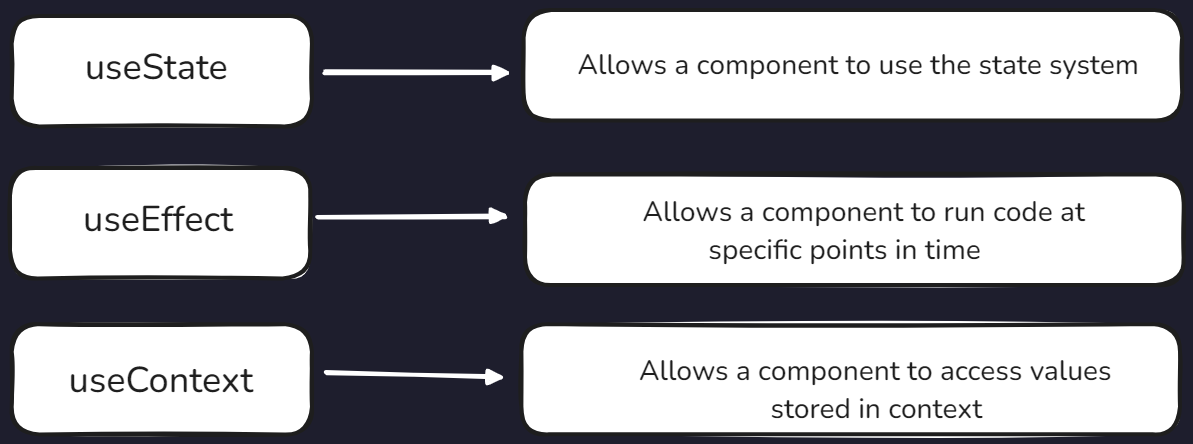 useState
Allows a component to use the state system
useEffect
Allows a component to run code at
specific points in time
useContext
Allows a component to access values
stored in context